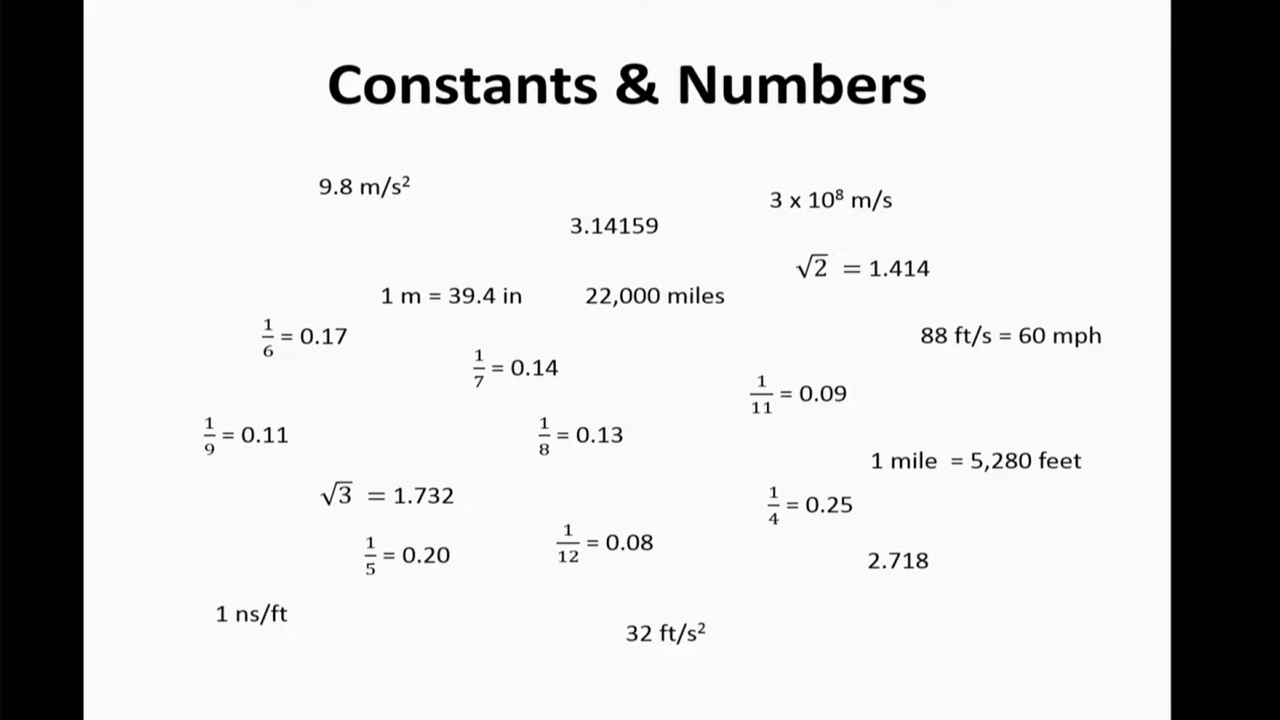 Constants & Numbers
9.8 m/s²
3 x 10⁸ m/s
3.14159
√2 = 1.414
1 m = 39.4 in
22,000 miles
1/6 = 0.17
88 ft/s = 60 mph
1/7 = 0.14
1/11 = 0.09
1/9 = 0.11
1/8 = 0.13
1 mile = 5,280 feet
√3 = 1.732
1/4 = 0.25
1/5 = 0.20
1/12 = 0.08
2.718
1 ns/ft
32 ft/s²